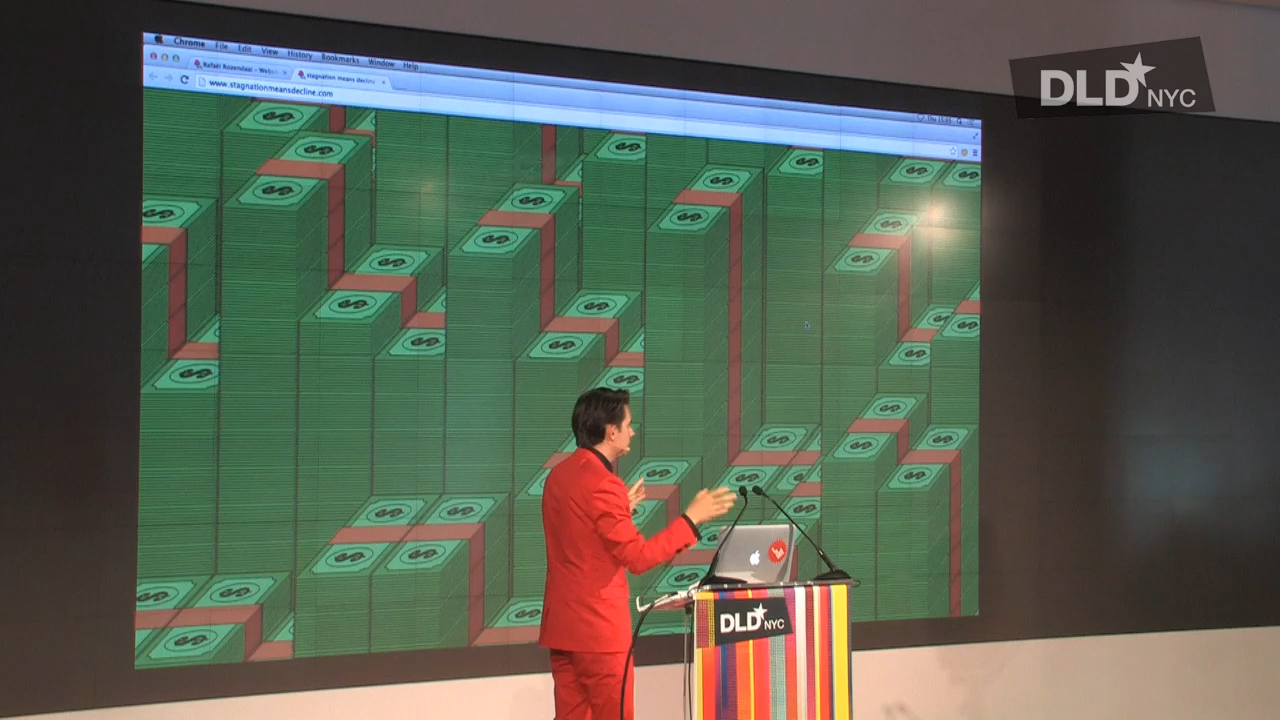 Chrome File Edit View History Bookmarks Window Help
Rafaël Rozendaal - Websi
stagnation means decline
www.stagnationmeansdecline.com
DLD NYC
DLD NYC